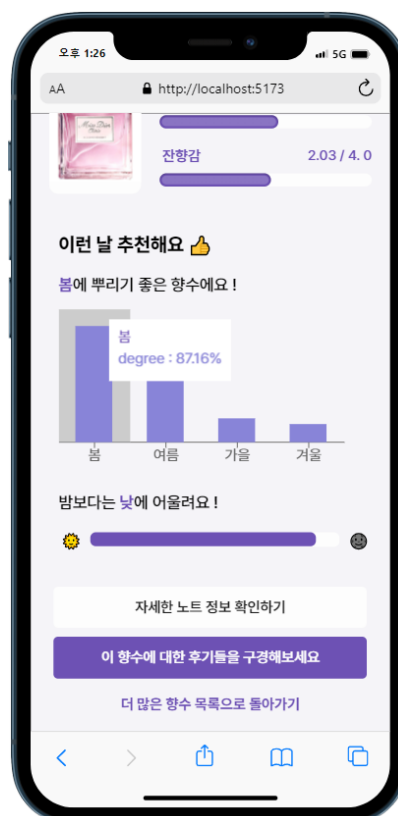 오후 1:26
5G
AA
http://localhost:5173
Miss Dior
잔향감
2.03 / 4. 0
이런 날 추천해요 👍
봄에 뿌리기 좋은 향수에요 !
봄
degree : 87.16%
봄
여름
가을
겨울
밤보다는 낮에 어울려요 !
자세한 노트 정보 확인하기
이 향수에 대한 후기들을 구경해보세요
더 많은 향수 목록으로 돌아가기